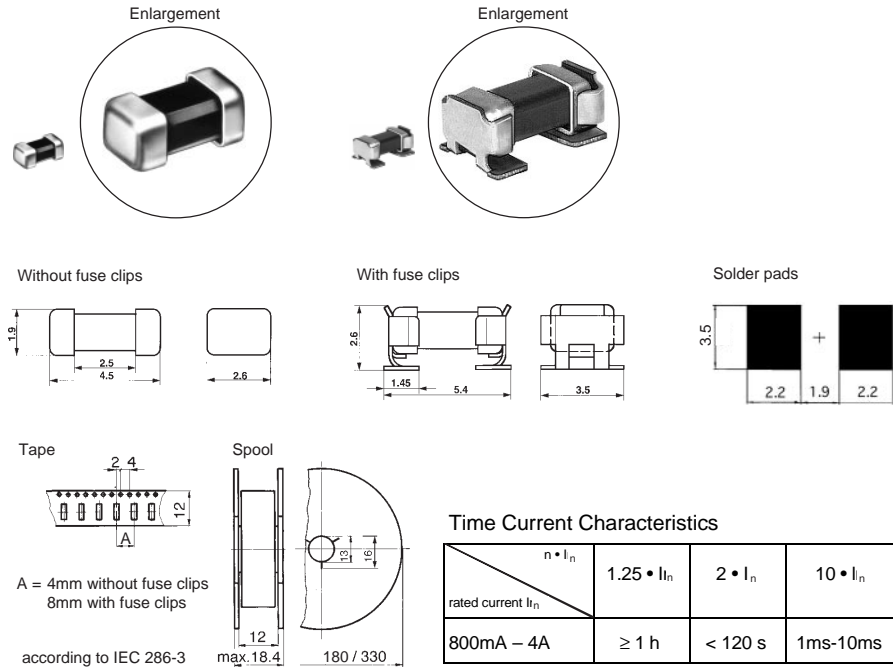 Enlargement
Enlargement
Without fuse clips
With fuse clips
Solder pads
1.9
2.5
4.5
2.6
2.6
1.45
5.4
3.5
3.5
2.2 1.9 2.2
Tape
Spool
2 4
12
A
A = 4mm without fuse clips
8mm with fuse clips
according to IEC 286-3
13
16
12
max.18.4
180 / 330
Time Current Characteristics
n • Iₙ
rated current Iₙ
1.25 • Iₙ
2 • Iₙ
10 • Iₙ
800mA – 4A
≥ 1 h
< 120 s
1ms-10ms